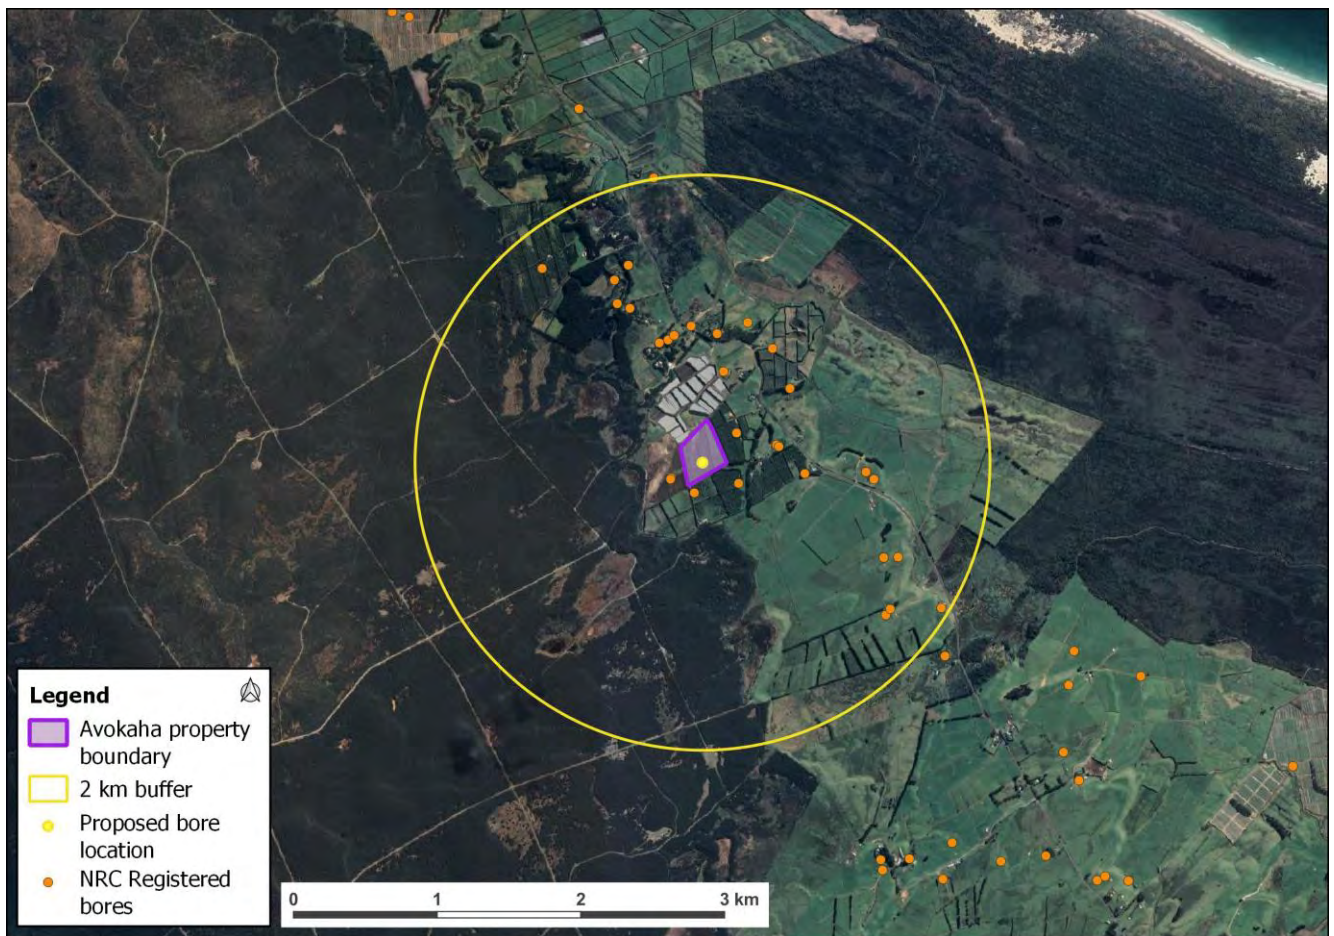 Legend
Avokaha property
boundary
2 km buffer
Proposed bore
location
NRC Registered
bores
0 1 2 3 km